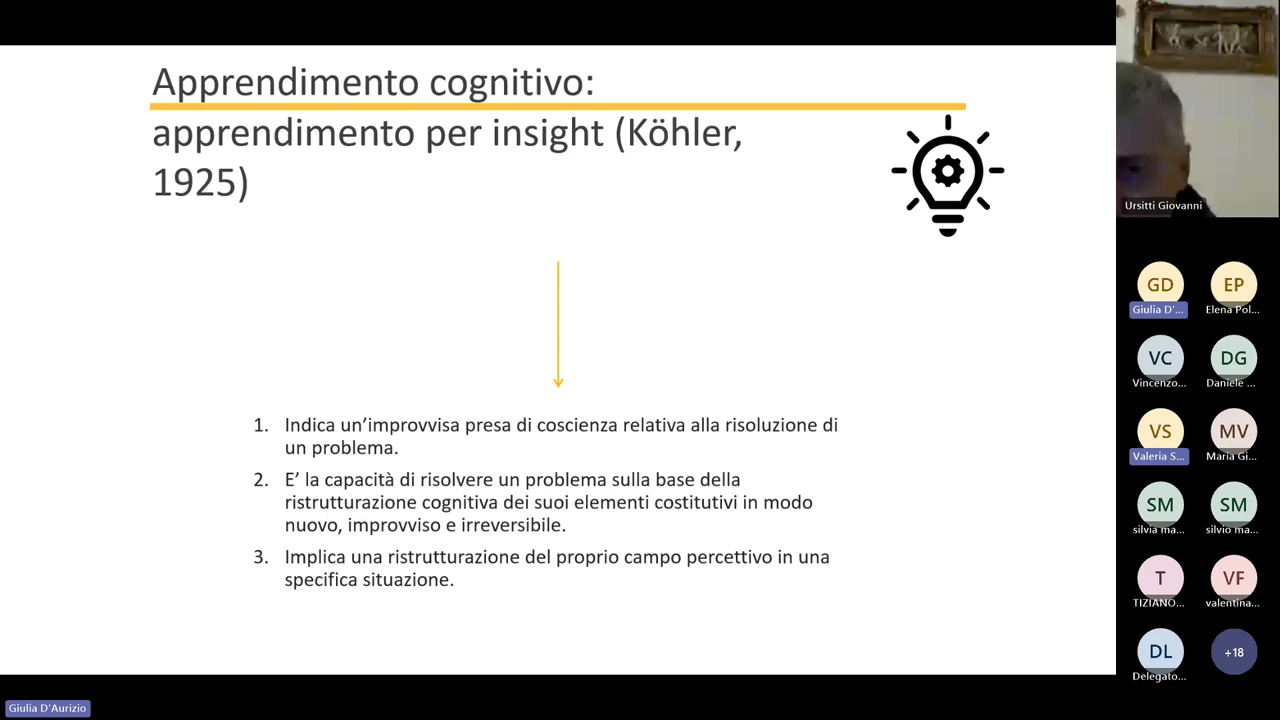 Apprendimento cognitivo:
apprendimento per insight (Köhler,
1925)
1. Indica un’improvvisa presa di coscienza relativa alla risoluzione di
un problema.
2. E’ la capacità di risolvere un problema sulla base della
ristrutturazione cognitiva dei suoi elementi costitutivi in modo
nuovo, improvviso e irreversibile.
3. Implica una ristrutturazione del proprio campo percettivo in una
specifica situazione.
Ursitti Giovanni
GD
EP
Giulia D'...
Elena Pol...
VC
DG
Vincenzo...
Daniele ...
VS
MV
Valeria S...
Maria Gi...
SM
SM
silvia ma...
silvio ma...
T
VF
TIZIANO...
valentina...
DL
+18
Delegato...
Giulia D'Aurizio